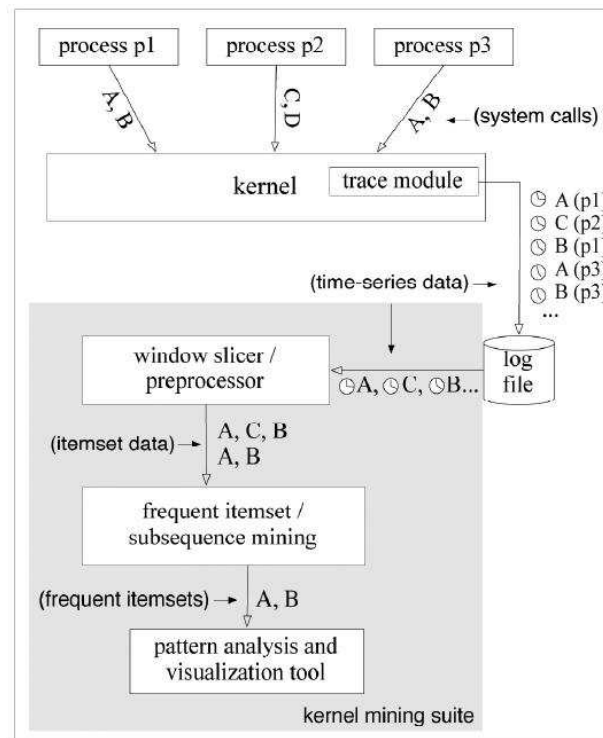 process p1
process p2
process p3
A, B
C, D
A, B
(system calls)
kernel
trace module
A (p1)
C (p2)
B (p1)
A (p3)
B (p3)
...
(time-series data)
window slicer /
preprocessor
A, C, B...
log
file
(itemset data)
A, C, B
A, B
frequent itemset /
subsequence mining
(frequent itemsets)
A, B
pattern analysis and
visualization tool
kernel mining suite